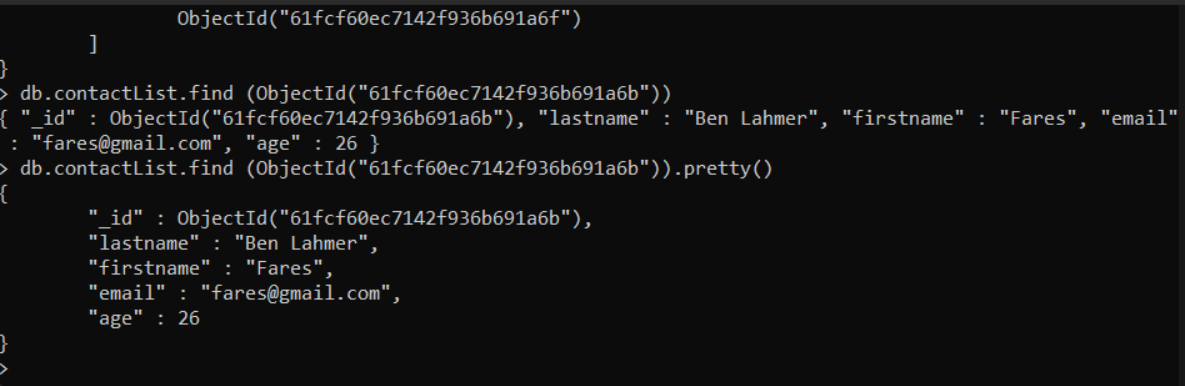 ObjectId("61fcf60ec7142f936b691a6f")
]
}
> db.contactList.find (ObjectId("61fcf60ec7142f936b691a6b"))
{ "_id" : ObjectId("61fcf60ec7142f936b691a6b"), "lastname" : "Ben Lahmer", "firstname" : "Fares", "email"
: "fares@gmail.com", "age" : 26 }
> db.contactList.find (ObjectId("61fcf60ec7142f936b691a6b")).pretty()
{
"_id" : ObjectId("61fcf60ec7142f936b691a6b"),
"lastname" : "Ben Lahmer",
"firstname" : "Fares",
"email" : "fares@gmail.com",
"age" : 26
}
>